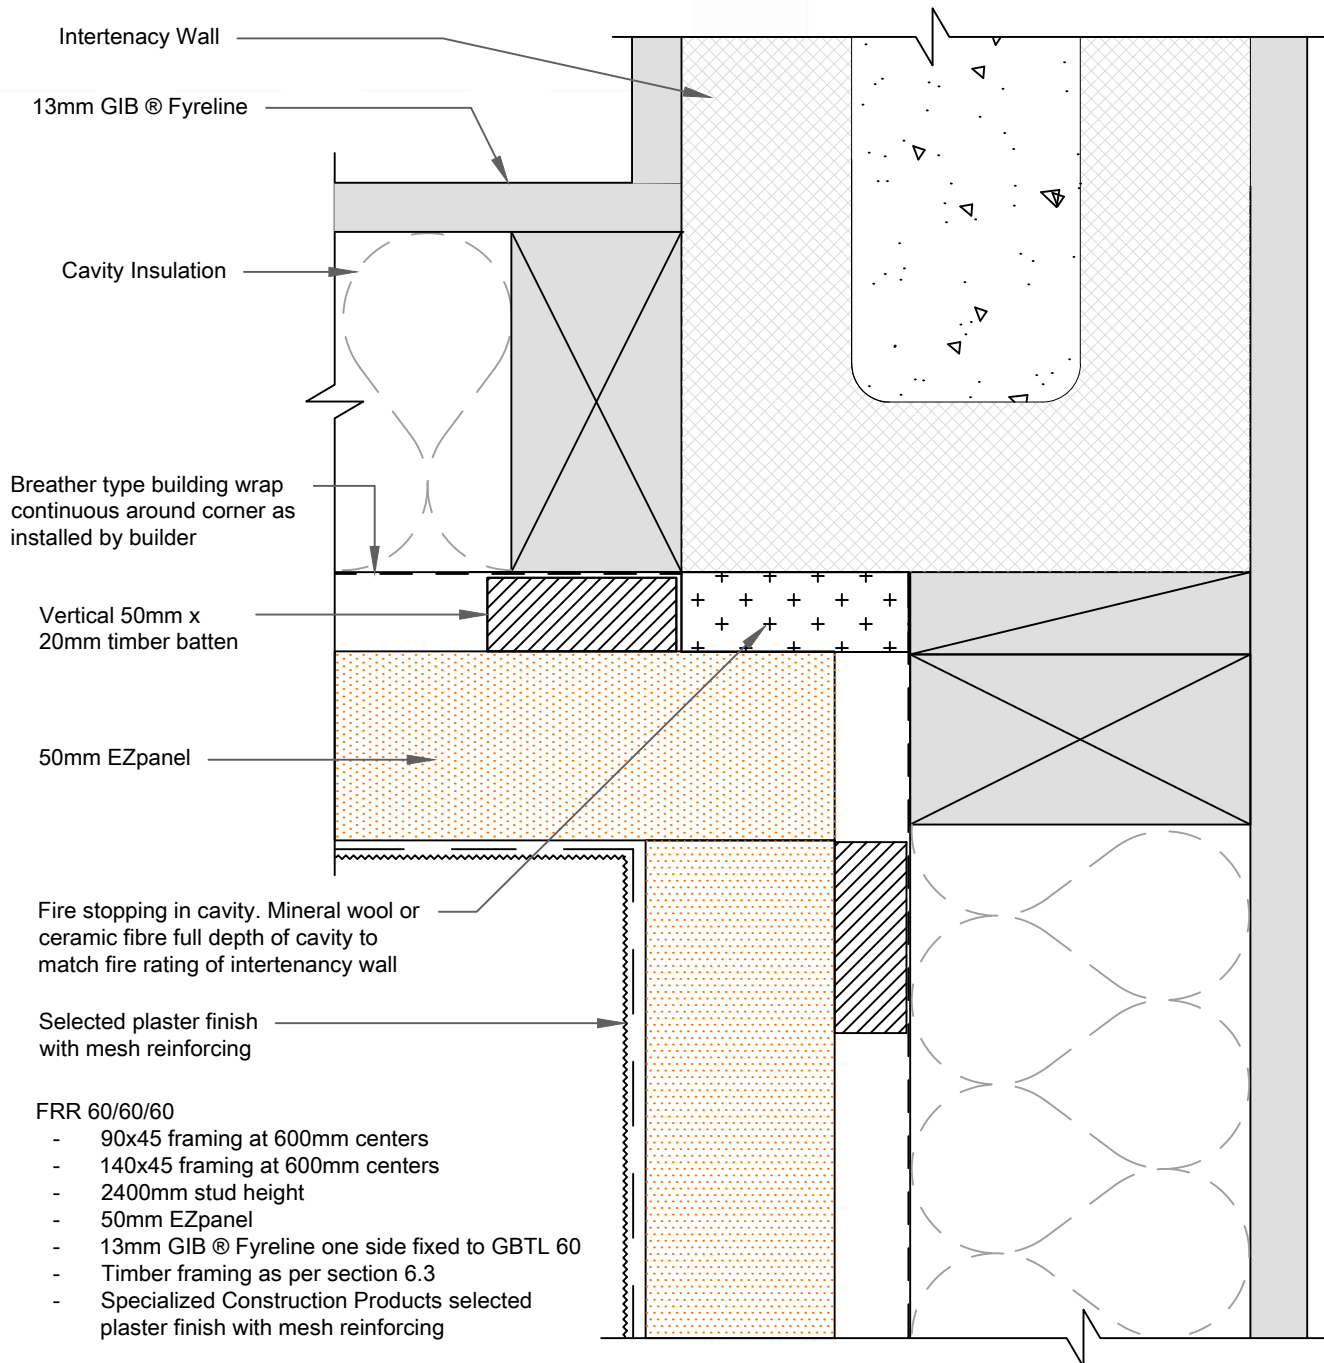 Intertenacy Wall
13mm GIB ® Fyreline
Cavity Insulation
Breather type building wrap
continuous around corner as
installed by builder
Vertical 50mm x
20mm timber batten
50mm EZpanel
Fire stopping in cavity. Mineral wool or
ceramic fibre full depth of cavity to
match fire rating of intertenancy wall
Selected plaster finish
with mesh reinforcing
FRR 60/60/60
- 90x45 framing at 600mm centers
- 140x45 framing at 600mm centers
- 2400mm stud height
- 50mm EZpanel
- 13mm GIB ® Fyreline one side fixed to GBTL 60
- Timber framing as per section 6.3
- Specialized Construction Products selected
plaster finish with mesh reinforcing